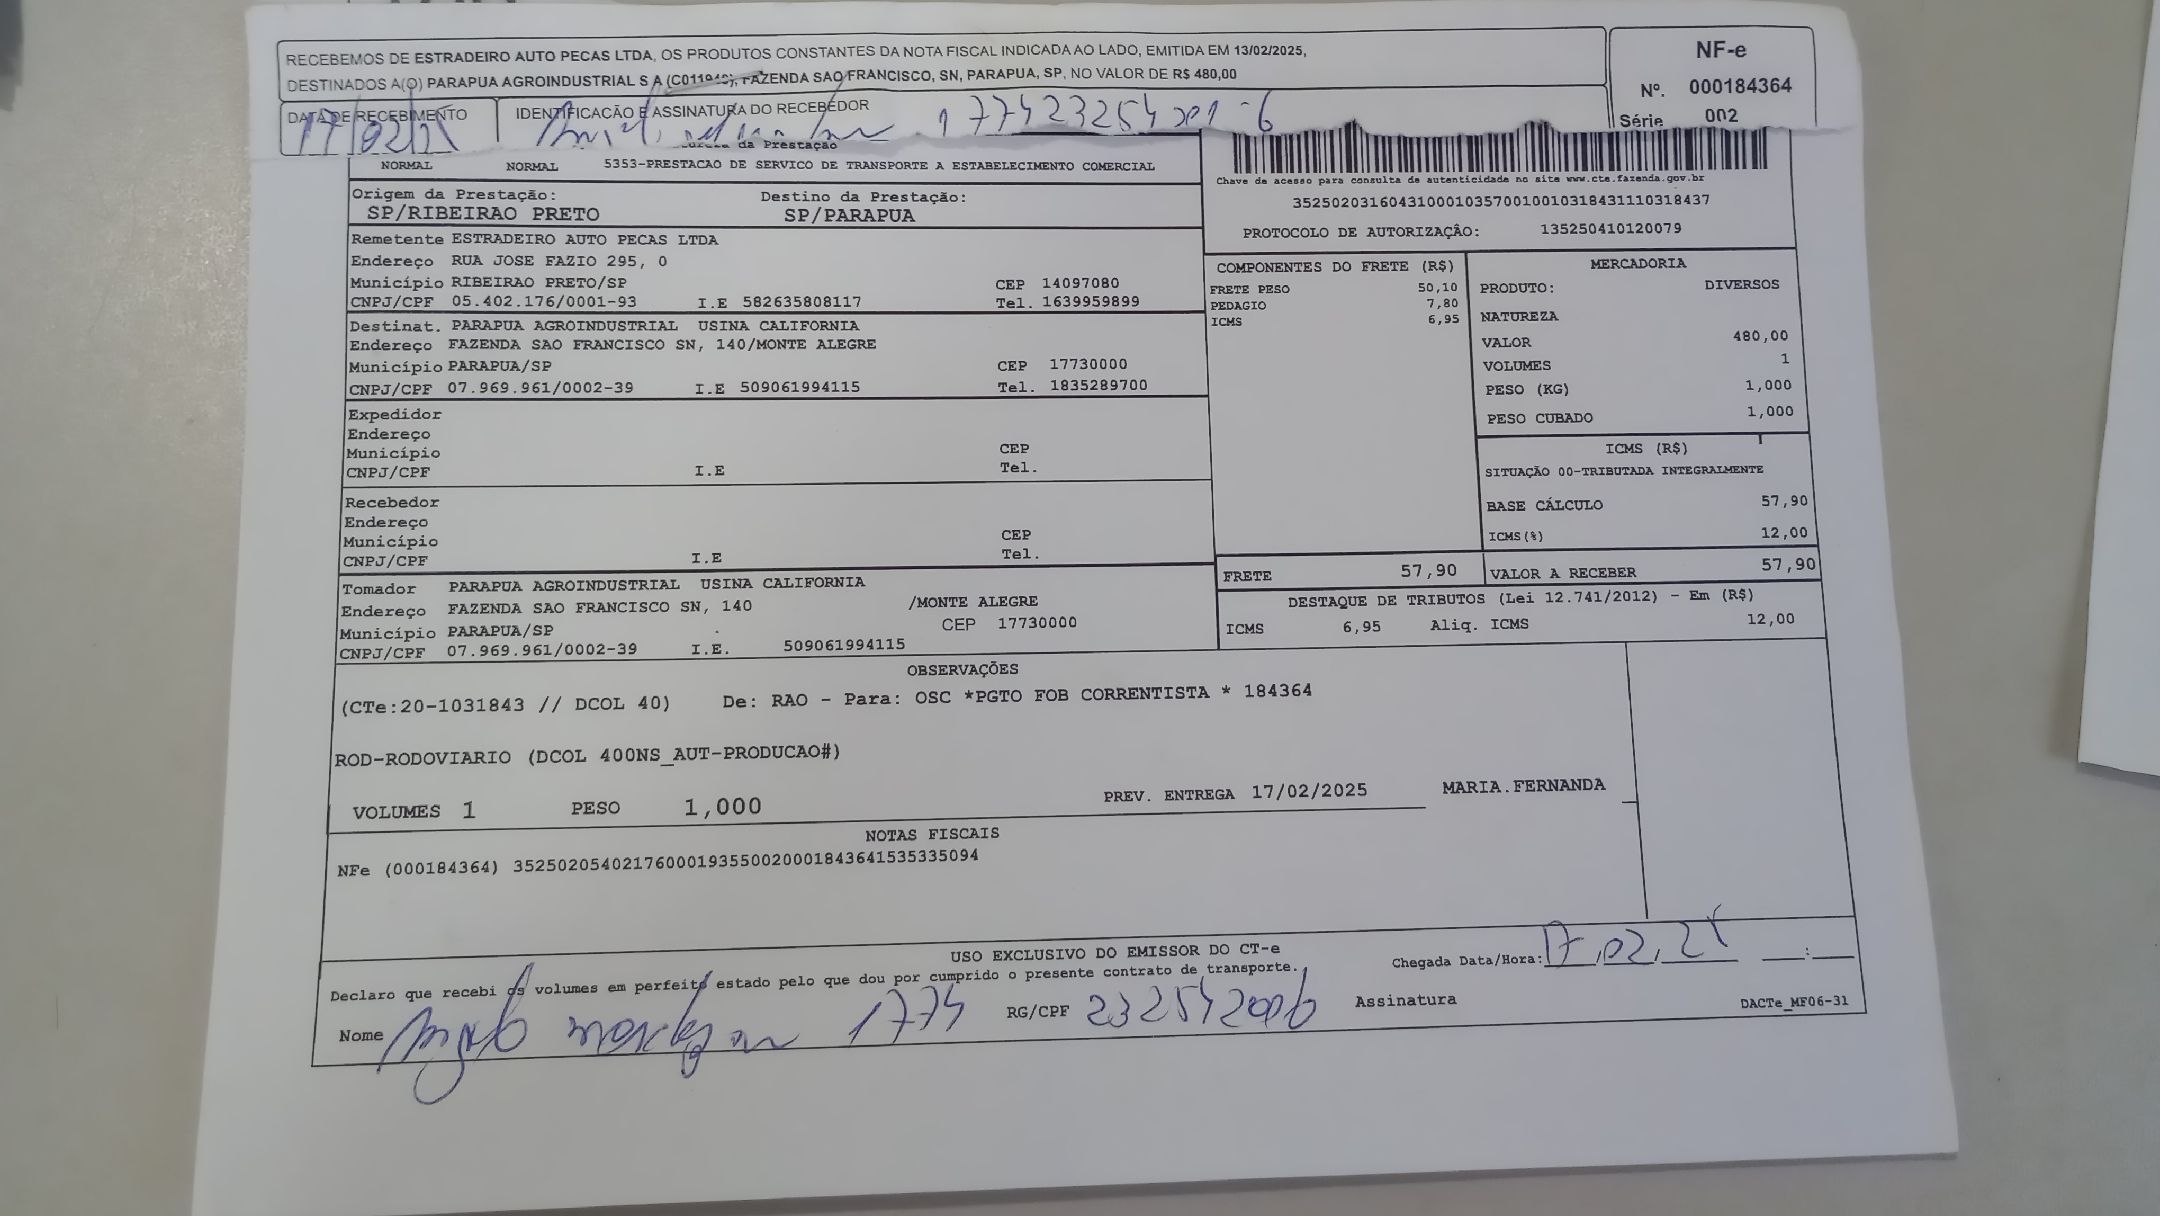 RECEBEMOS DE ESTRADEIRO AUTO PECAS LTDA, OS PRODUTOS CONSTANTES DA NOTA FISCAL INDICADA AO LADO, EMITIDA EM 13/02/2025,
DESTINADOS A(O) PARAPUA AGROINDUSTRIAL S A FAZENDA SAO FRANCISCO, SN, PARAPUA, SP, NO VALOR DE R$ 480,00
NF-e
Nº. 000184364
Série 002
DATA DE RECEBIMENTO
IDENTIFICAÇÃO E ASSINATURA DO RECEBEDOR
17/02/25
da Prestação
NORMAL NORMAL 5353-PRESTACAO DE SERVICO DE TRANSPORTE A ESTABELECIMENTO COMERCIAL
Chave de acesso para consulta de autenticidade no site www.cte.fazenda.gov.br
35250203160431000103570010010318431110318437
PROTOCOLO DE AUTORIZAÇÂO: 135250410120079
Origem da Prestação: Destino da Prestação:
SP/RIBEIRAO PRETO SP/PARAPUA
Remetente ESTRADEIRO AUTO PECAS LTDA
Endereço RUA JOSE FAZIO 295, 0
Município RIBEIRAO PRETO/SP CEP 14097080
CNPJ/CPF 05.402.176/0001-93 I.E 582635808117 Tel. 1639959899
Destinat. PARAPUA AGROINDUSTRIAL USINA CALIFORNIA
Endereço FAZENDA SAO FRANCISCO SN, 140/MONTE ALEGRE
Município PARAPUA/SP CEP 17730000
CNPJ/CPF 07.969.961/0002-39 I.E 509061994115 Tel. 1835289700
Expedidor
Endereço
Município CEP
CNPJ/CPF I.E Tel.
Recebedor
Endereço
Município CEP
CNPJ/CPF I.E Tel.
Tomador PARAPUA AGROINDUSTRIAL USINA CALIFORNIA
Endereço FAZENDA SAO FRANCISCO SN, 140 /MONTE ALEGRE
Município PARAPUA/SP CEP 17730000
CNPJ/CPF 07.969.961/0002-39 I.E. 509061994115
COMPONENTES DO FRETE (R$)
FRETE PESO 50,10
PEDAGIO 7,80
ICMS 6,95
MERCADORIA
PRODUTO: DIVERSOS
NATUREZA
VALOR 480,00
VOLUMES 1
PESO (KG) 1,000
PESO CUBADO 1,000
ICMS (R$)
SITUAÇÃO 00-TRIBUTADA INTEGRALMENTE
BASE CÁLCULO 57,90
ICMS(%) 12,00
FRETE 57,90 VALOR A RECEBER 57,90
DESTAQUE DE TRIBUTOS (Lei 12.741/2012) - Em (R$)
ICMS 6,95 Aliq. ICMS 12,00
OBSERVAÇÕES
(CTe:20-1031843 // DCOL 40) De: RAO - Para: OSC *PGTO FOB CORRENTISTA * 184364
ROD-RODOVIARIO (DCOL 400NS_AUT-PRODUCAO#)
VOLUMES 1 PESO 1,000 PREV. ENTREGA 17/02/2025 MARIA.FERNANDA
NOTAS FISCAIS
NFe (000184364) 35250205402176000193550020001843641535335094
USO EXCLUSIVO DO EMISSOR DO CT-e
Chegada Data/Hora: 17,02,25 :
Declaro que recebi os volumes em perfeito estado pelo que dou por cumprido o presente contrato de transporte.
Nome 1774 RG/CPF Assinatura DACTe_MF06-31